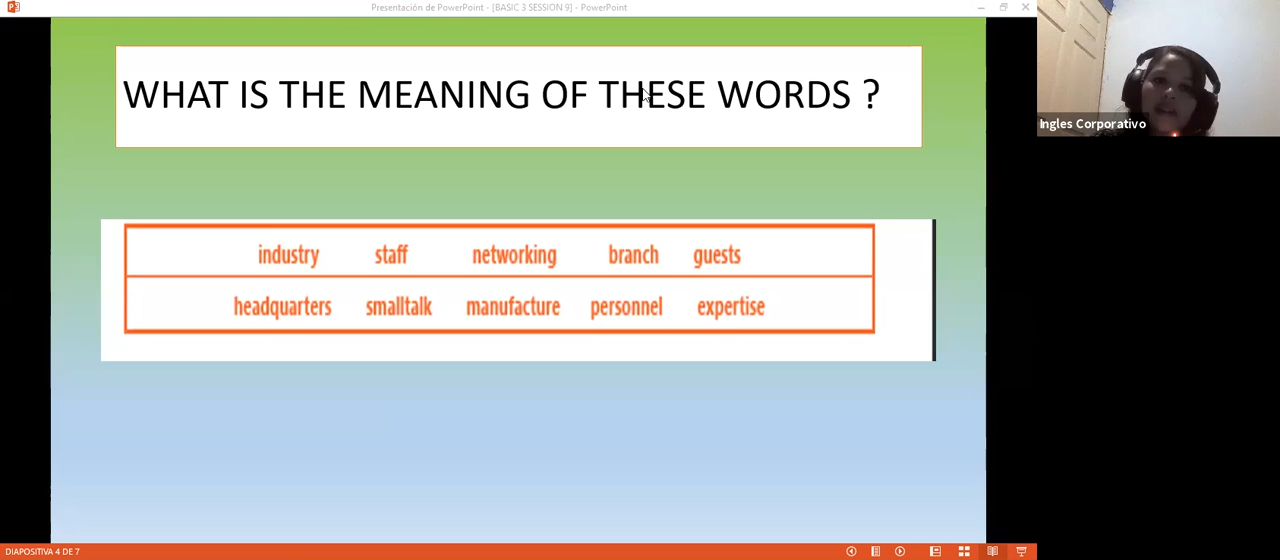 Presentación de PowerPoint - [BASIC 3 SESSION 9] - PowerPoint
WHAT IS THE MEANING OF THESE WORDS ?
Ingles Corporativo
industry staff networking branch guests
headquarters smalltalk manufacture personnel expertise
DIAPOSITIVA 4 DE 7